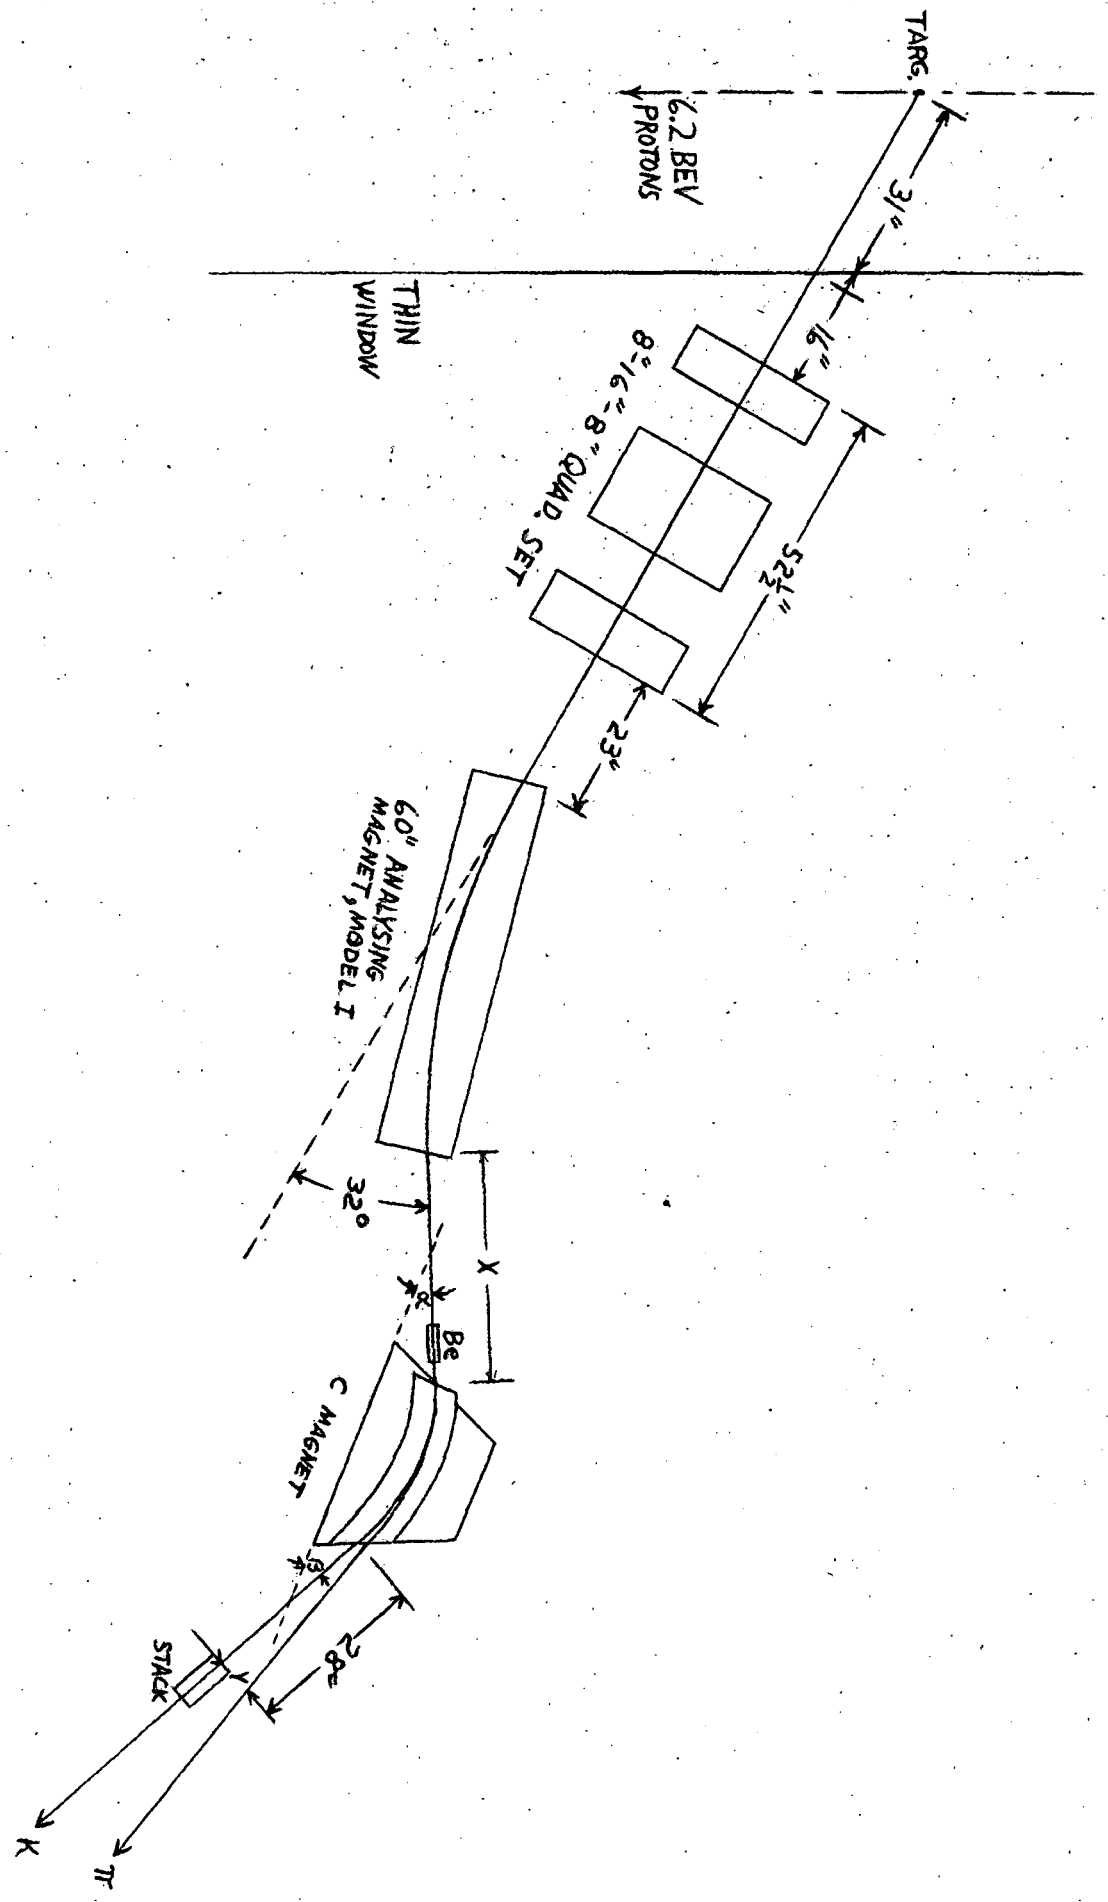 TARG.
31"
6.2 BEV
PROTONS
THIN
WINDOW
16"
8"-16"-8" QUAD. SET
52½"
23"
60" ANALYSING
MAGNET, MODEL I
32°
X
α
Be
C MAGNET
β
28"
Y
STACK
K
π